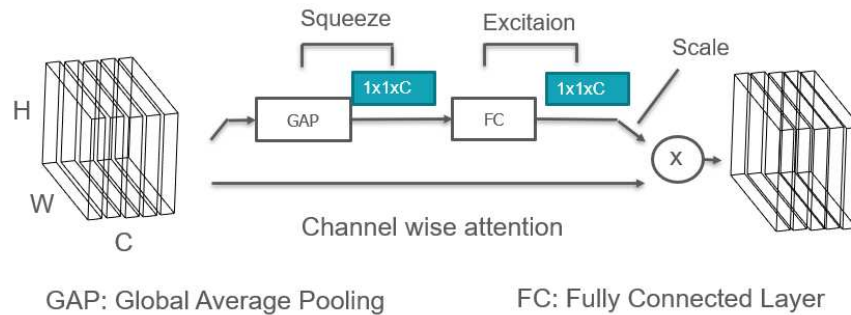 Squeeze
Excitaion
Scale
H
1x1xC
1x1xC
GAP
FC
X
W
C
Channel wise attention
GAP: Global Average Pooling
FC: Fully Connected Layer